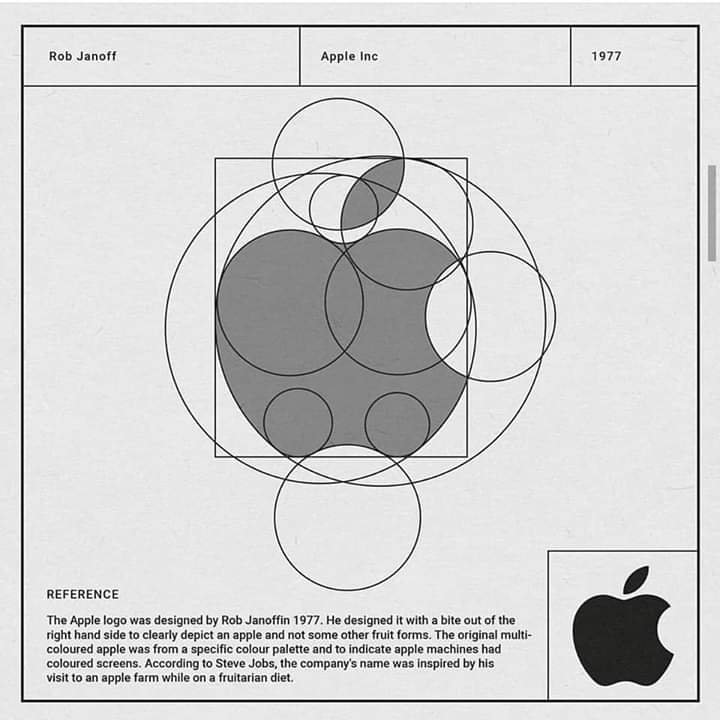 Rob Janoff
Apple Inc
1977
REFERENCE
The Apple logo was designed by Rob Janoffin 1977. He designed it with a bite out of the
right hand side to clearly depict an apple and not some other fruit forms. The original multi-
coloured apple was from a specific colour palette and to indicate apple machines had
coloured screens. According to Steve Jobs, the company's name was inspired by his
visit to an apple farm while on a fruitarian diet.